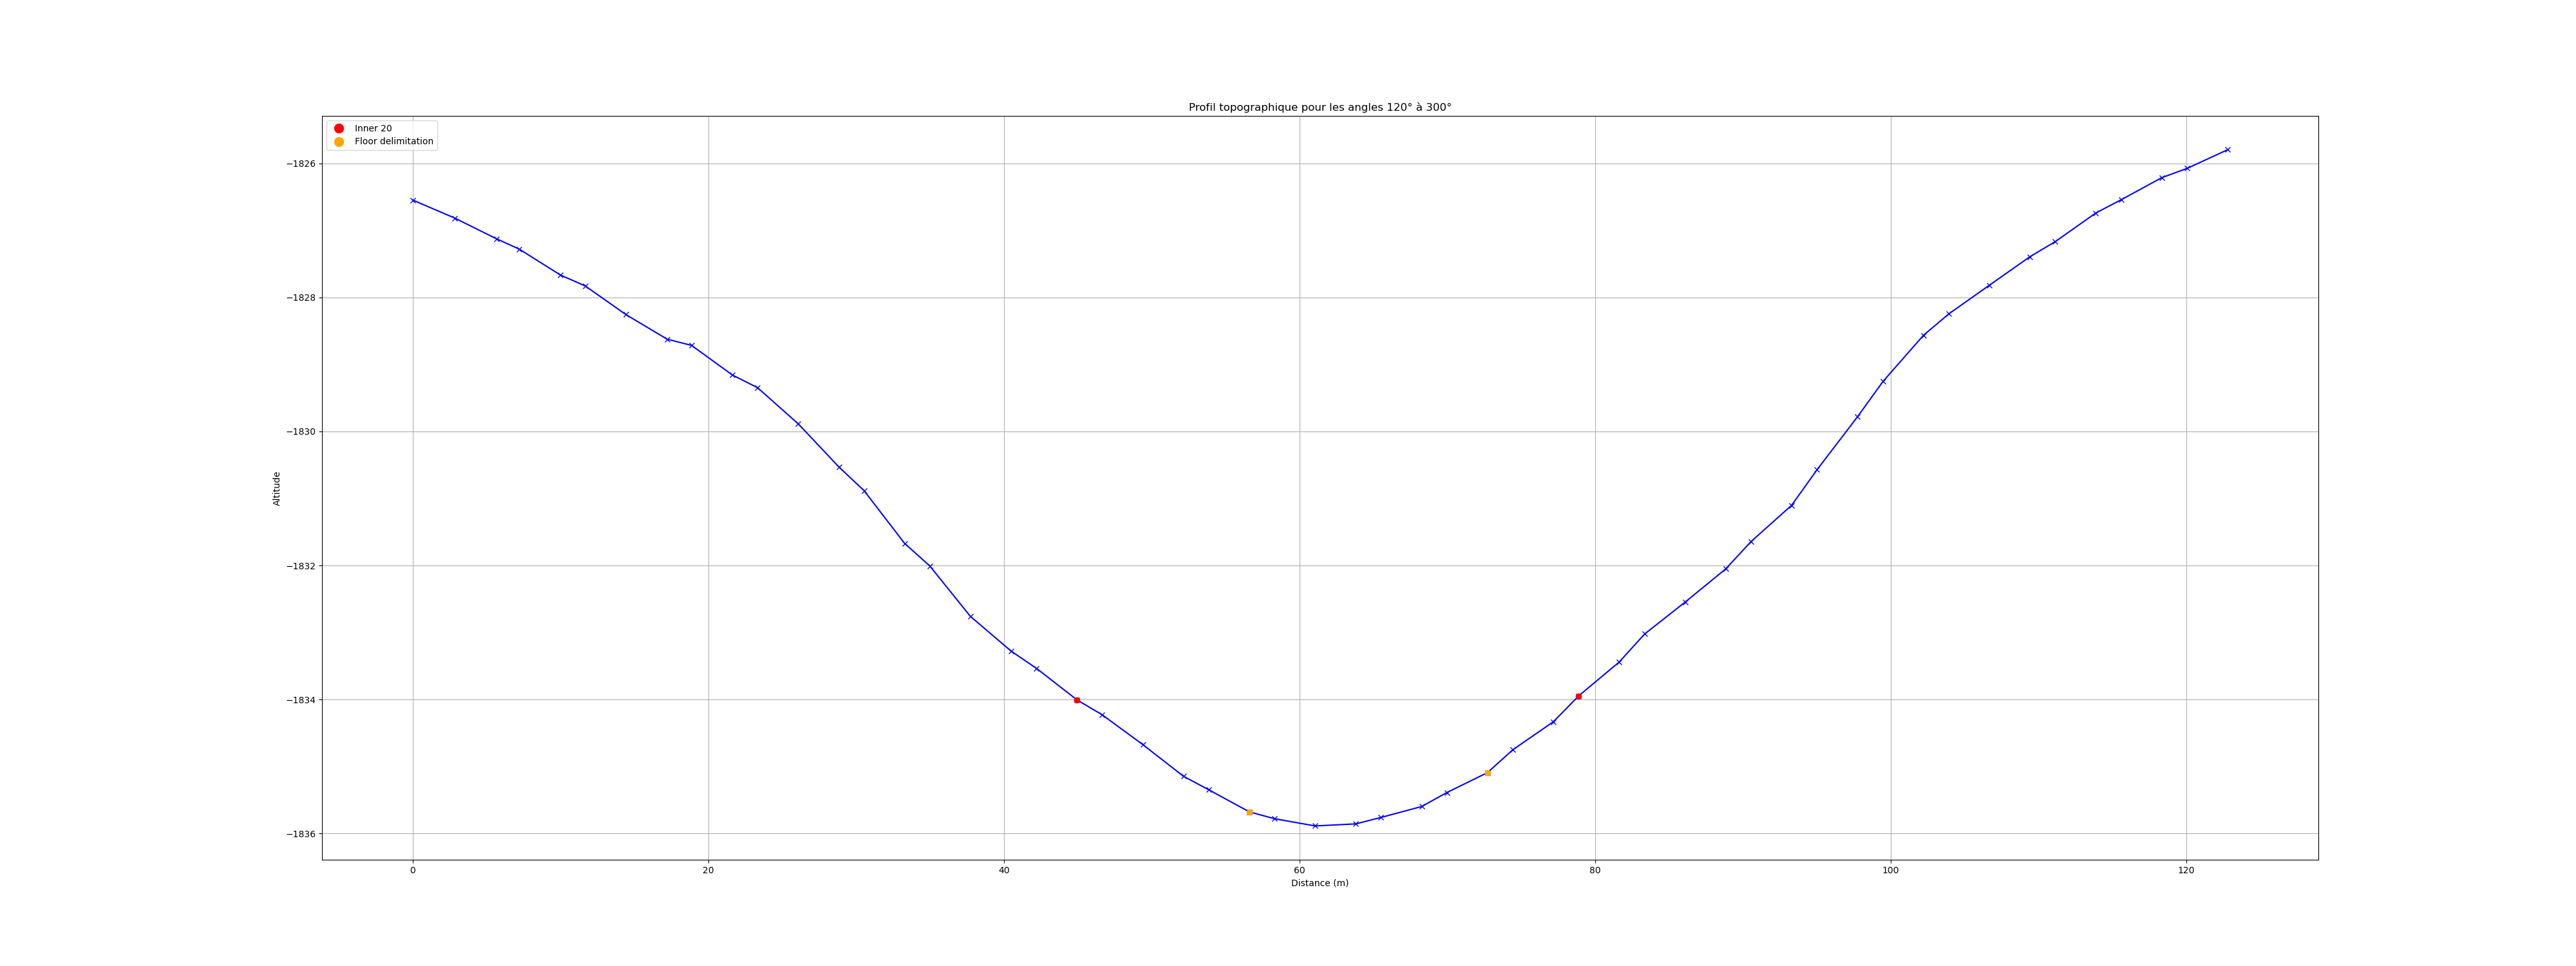 Profil topographique pour les angles 120° à 300°
Inner 20
Floor delimitation
−1826
−1828
−1830
−1832
−1834
−1836
Altitude
0 20 40 60 80 100 120
Distance (m)